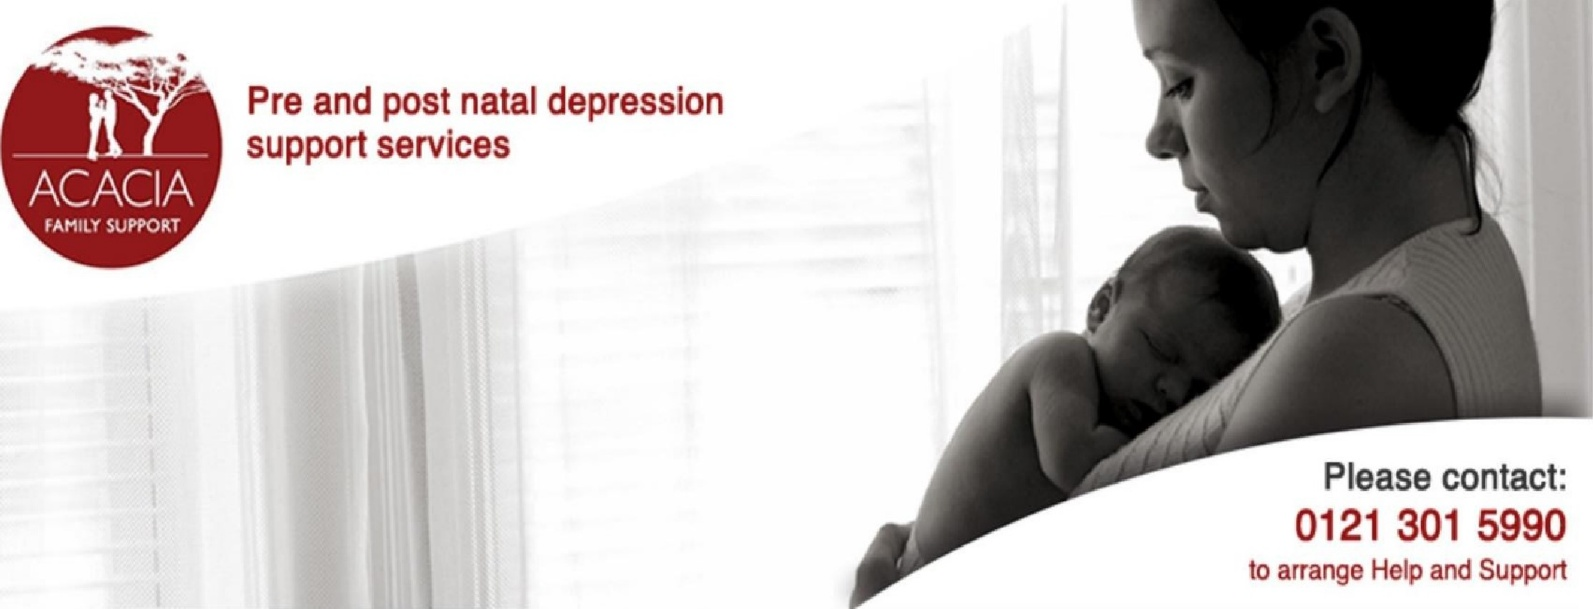 Pre and post natal depression
support services
ACACIA
FAMILY SUPPORT
Please contact:
0121 301 5990
to arrange Help and Support